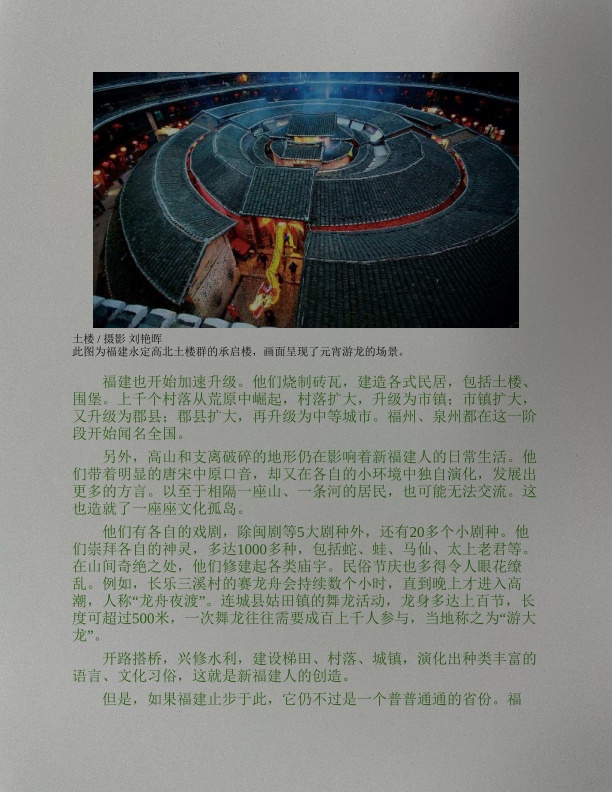 土楼 / 摄影 刘艳晖
此图为福建永定高北土楼群的承启楼，画面呈现了元宵游龙的场景。
福建也开始加速升级。他们烧制砖瓦，建造各式民居，包括土楼、
围堡。上千个村落从荒原中崛起，村落扩大，升级为市镇；市镇扩大，
又升级为郡县；郡县扩大，再升级为中等城市。福州、泉州都在这一阶
段开始闻名全国。
另外，高山和支离破碎的地形仍在影响着新福建人的日常生活。他
们带着明显的唐宋中原口音，却又在各自的小环境中独自演化，发展出
更多的方言。以至于相隔一座山、一条河的居民，也可能无法交流。这
也造就了一座座文化孤岛。
他们有各自的戏剧，除闽剧等5大剧种外，还有20多个小剧种。他
们崇拜各自的神灵，多达1000多种，包括蛇、蛙、马仙、太上老君等。
在山间奇绝之处，他们修建起各类庙宇。民俗节庆也多得令人眼花缭
乱。例如，长乐三溪村的赛龙舟会持续数个小时，直到晚上才进入高
潮，人称“龙舟夜渡”。连城县姑田镇的舞龙活动，龙身多达上百节，长
度可超过500米，一次舞龙往往需要成百上千人参与，当地称之为“游大
龙”。
开路搭桥，兴修水利，建设梯田、村落、城镇，演化出种类丰富的
语言、文化习俗，这就是新福建人的创造。
但是，如果福建止步于此，它仍不过是一个普普通通的省份。福